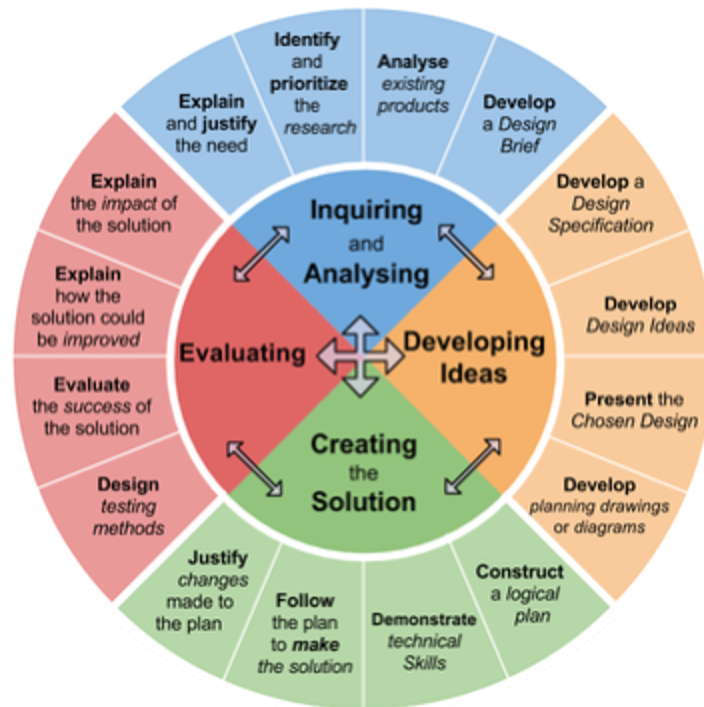 Inquiring
and
Analysing
Developing
Ideas
Creating
the
Solution
Evaluating
Explain
and justify
the need
Identify
and
prioritize
the
research
Analyse
existing
products
Develop
a Design
Brief
Develop a
Design
Specification
Develop
Design Ideas
Present the
Chosen Design
Develop
planning drawings
or diagrams
Construct
a logical
plan
Demonstrate
technical
Skills
Follow
the plan
to make
the solution
Justify
changes
made to
the plan
Design
testing
methods
Evaluate
the success of
the solution
Explain
how the
solution could
be improved
Explain
the impact of
the solution